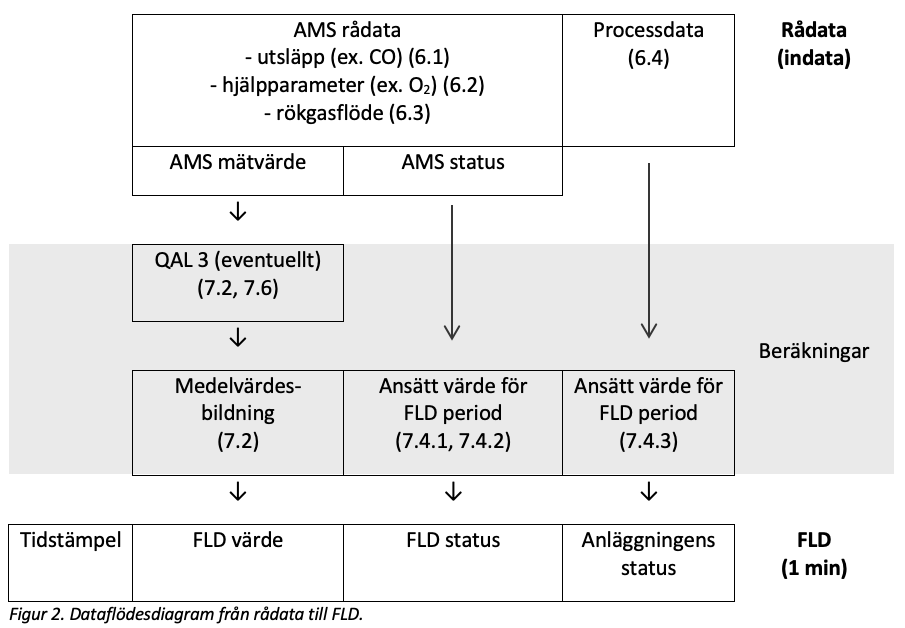 AMS rådata
- utsläpp (ex. CO) (6.1)
- hjälpparameter (ex. O₂) (6.2)
- rökgasflöde (6.3)
Processdata
(6.4)
Rådata
(indata)
AMS mätvärde
AMS status
QAL 3 (eventuellt)
(7.2, 7.6)
Beräkningar
Medelvärdes-
bildning
(7.2)
Ansätt värde för
FLD period
(7.4.1, 7.4.2)
Ansätt värde för
FLD period
(7.4.3)
Tidstämpel
FLD värde
FLD status
Anläggningens
status
FLD
(1 min)
Figur 2. Dataflödesdiagram från rådata till FLD.